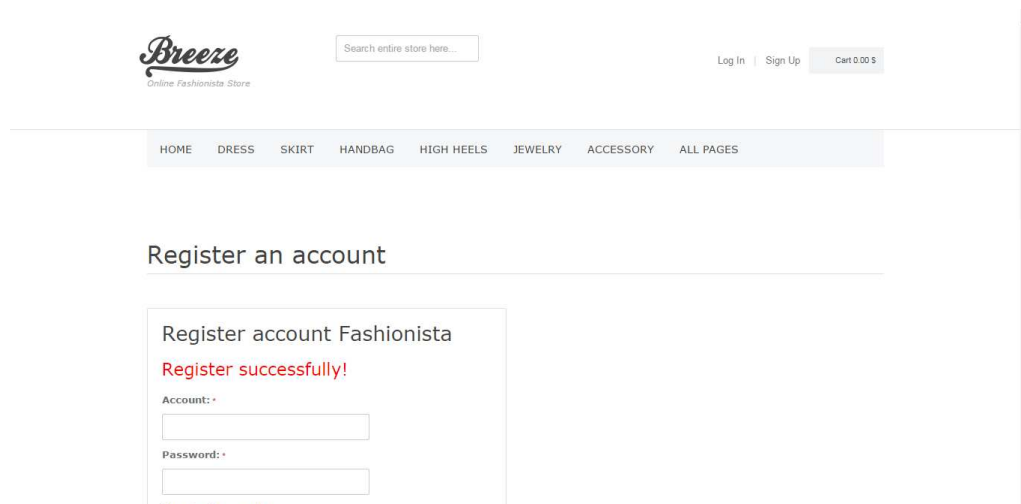 Breeze
Online Fashionista Store
Search entire store here...
Log In | Sign Up
Cart 0.00 $
HOME DRESS SKIRT HANDBAG HIGH HEELS JEWELRY ACCESSORY ALL PAGES
Register an account
Register account Fashionista
Register successfully!
Account: *
Password: *